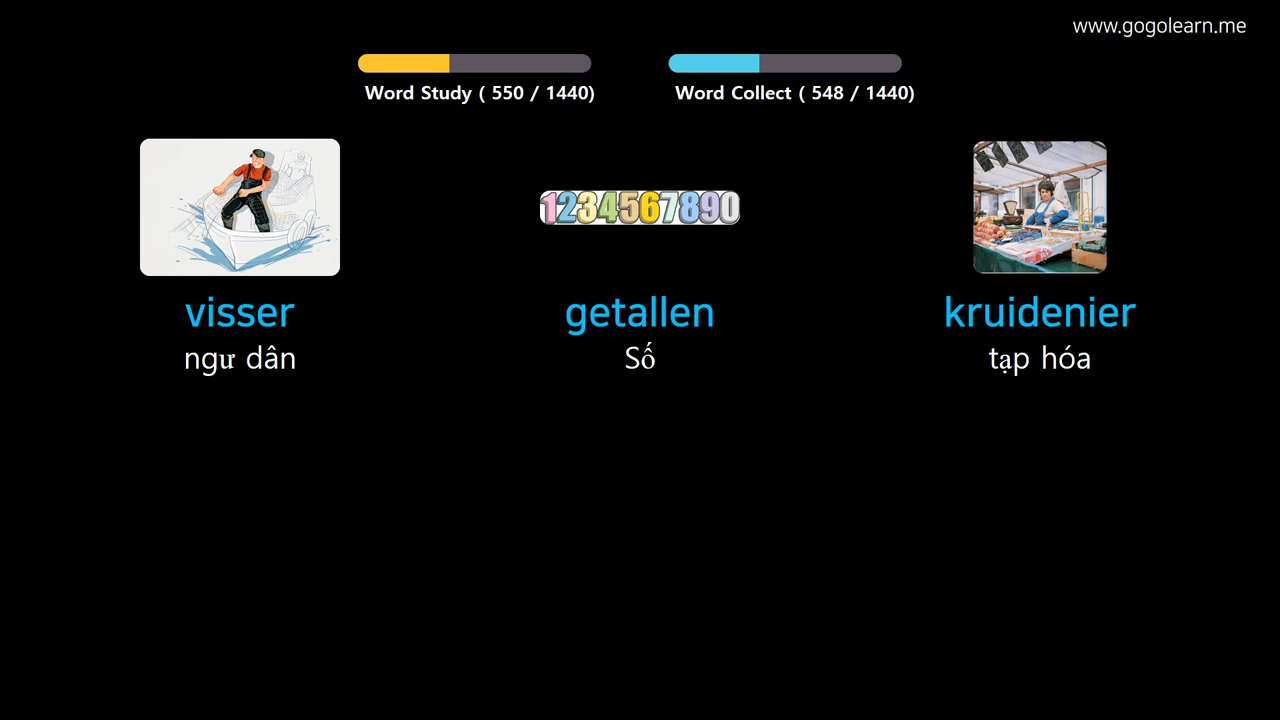 www.gogolearn.me
Word Study ( 550 / 1440)
Word Collect ( 548 / 1440)
1234567890
visser
getallen
kruidenier
ngư dân
Số
tạp hóa